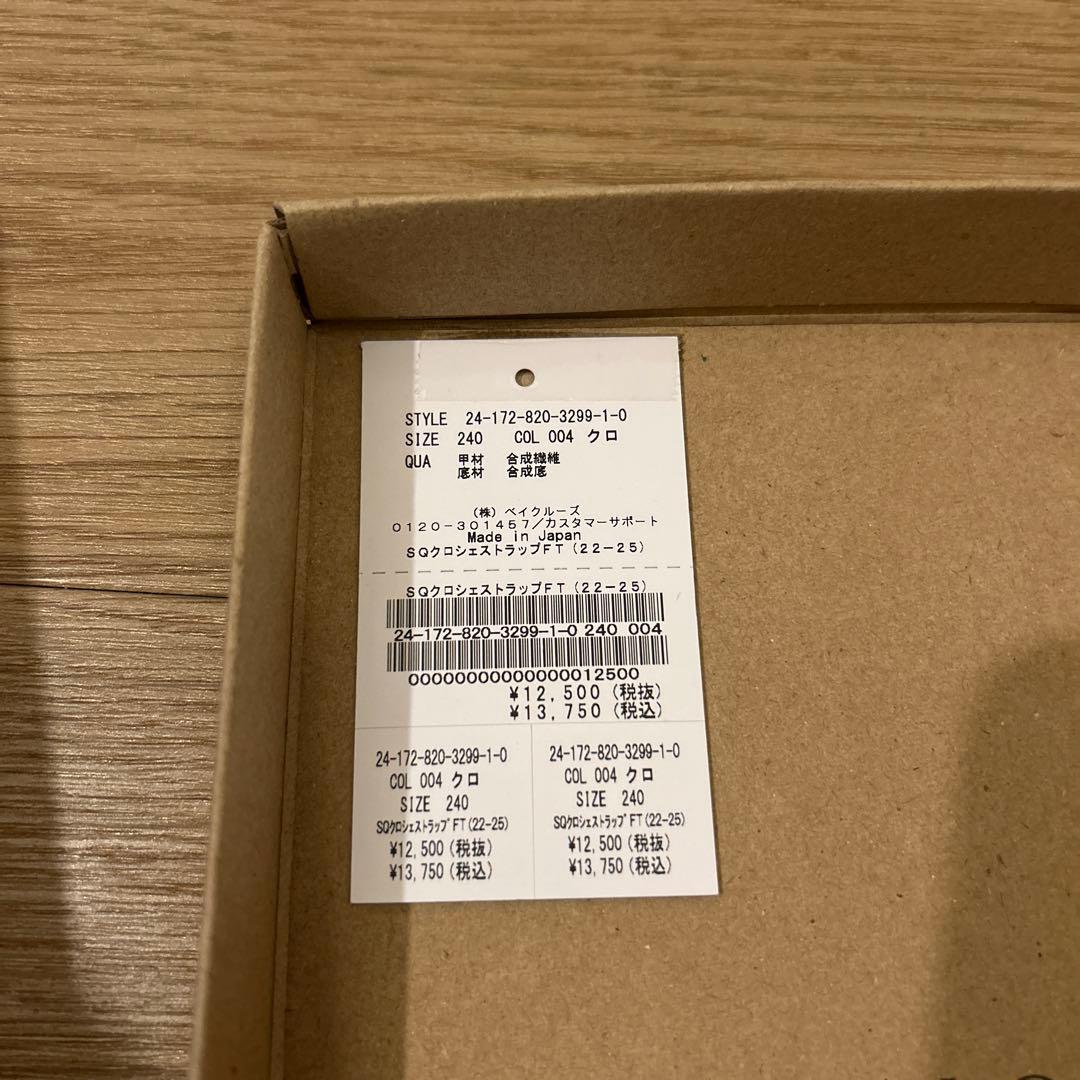 STYLE 24-172-820-3299-1-0
SIZE 240 COL 004 クロ
QUA 甲材 合成繊維
底材 合成底
(株) ベイクルーズ
0120-301457/カスタマーサポート
Made in Japan
SQクロシェストラップFT(22-25)
SQクロシェストラップFT(22-25)
24-172-820-3299-1-0 240 004
00000000000000012500
¥12,500(税抜)
¥13,750(税込)
24-172-820-3299-1-0
COL 004 クロ
SIZE 240
SQクロシェストラップFT(22-25)
¥12,500(税抜)
¥13,750(税込)
24-172-820-3299-1-0
COL 004 クロ
SIZE 240
SQクロシェストラップFT(22-25)
¥12,500(税抜)
¥13,750(税込)